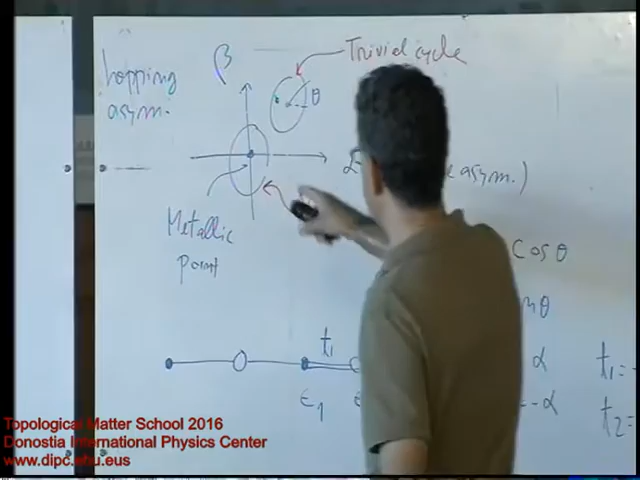 hopping
asym.
β
Trivial cycle
θ
asym.)
Metallic
point
cos θ
θ
t₁
ϵ₁
α
-α
t₁=
t₂=
Topological Matter School 2016
Donostia International Physics Center
www.dipc.ehu.eus